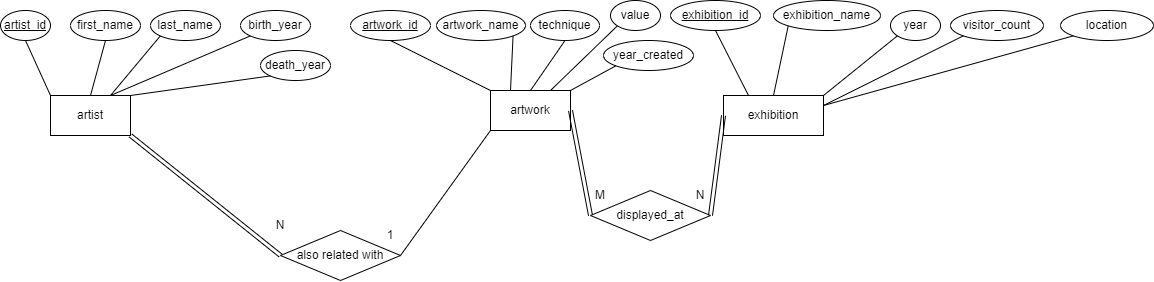 artist_id
first_name
last_name
birth_year
death_year
artwork_id
artwork_name
technique
value
year_created
exhibition_id
exhibition_name
year
visitor_count
location
artist
artwork
exhibition
M
N
displayed_at
N
1
also related with